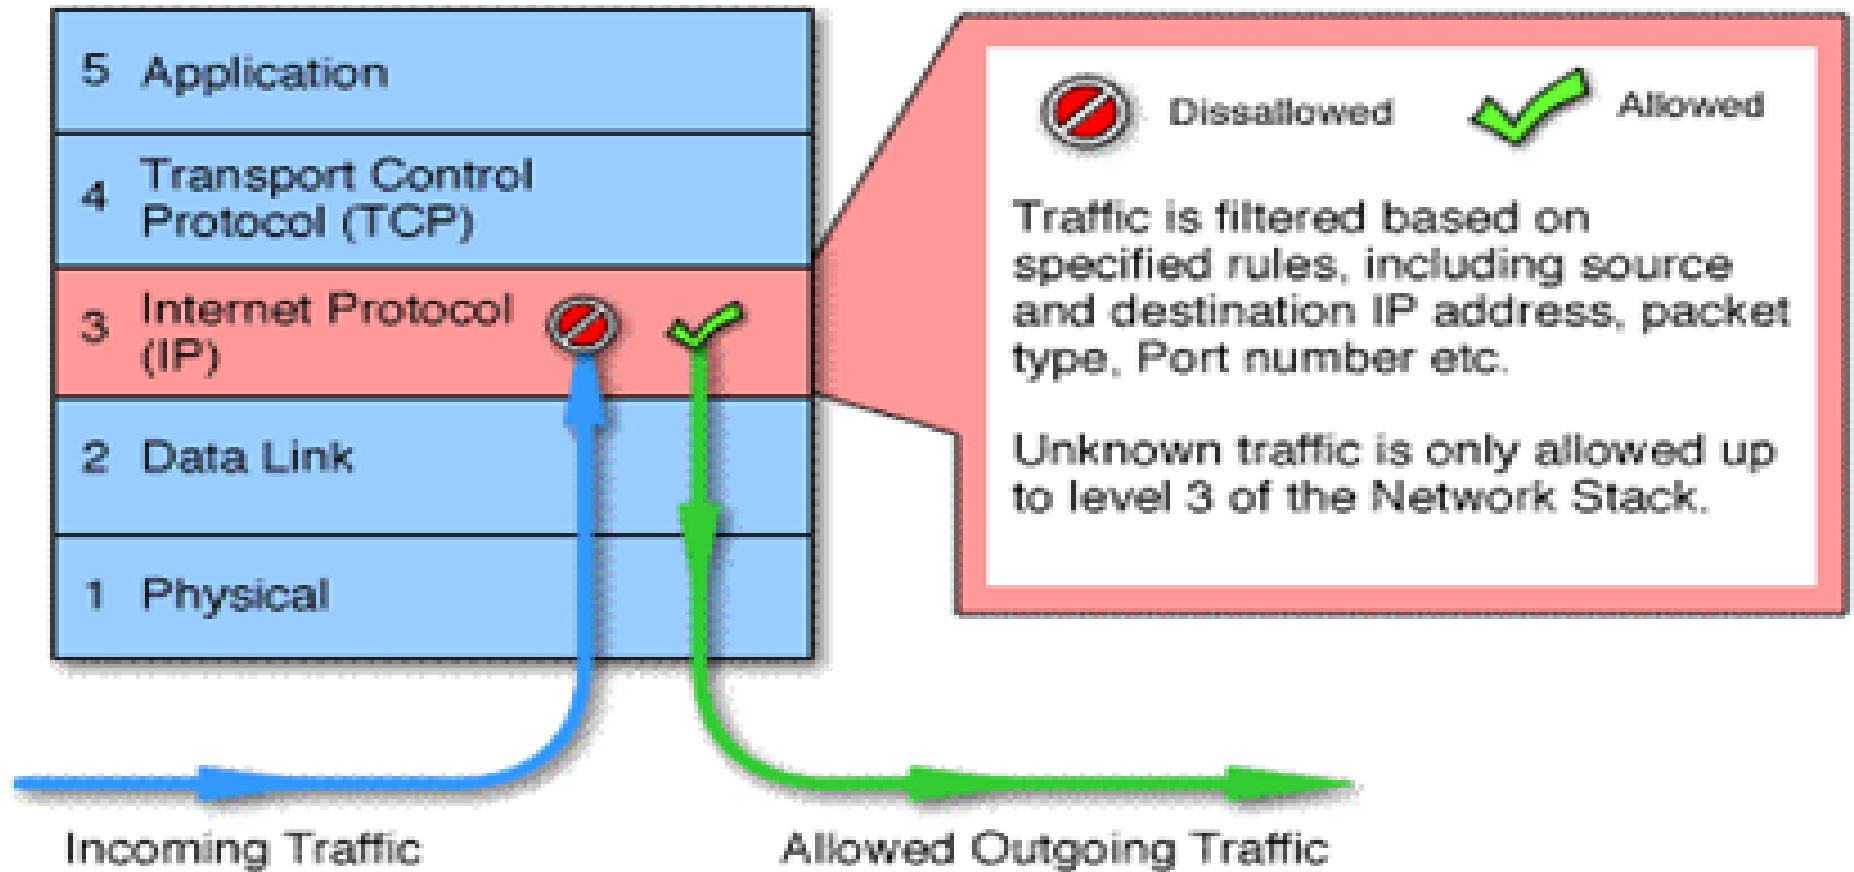 5 Application
4 Transport Control
Protocol (TCP)
3 Internet Protocol
(IP)
2 Data Link
1 Physical
Incoming Traffic
Allowed Outgoing Traffic
Dissallowed
Allowed
Traffic is filtered based on
specified rules, including source
and destination IP address, packet
type, Port number etc.
Unknown traffic is only allowed up
to level 3 of the Network Stack.